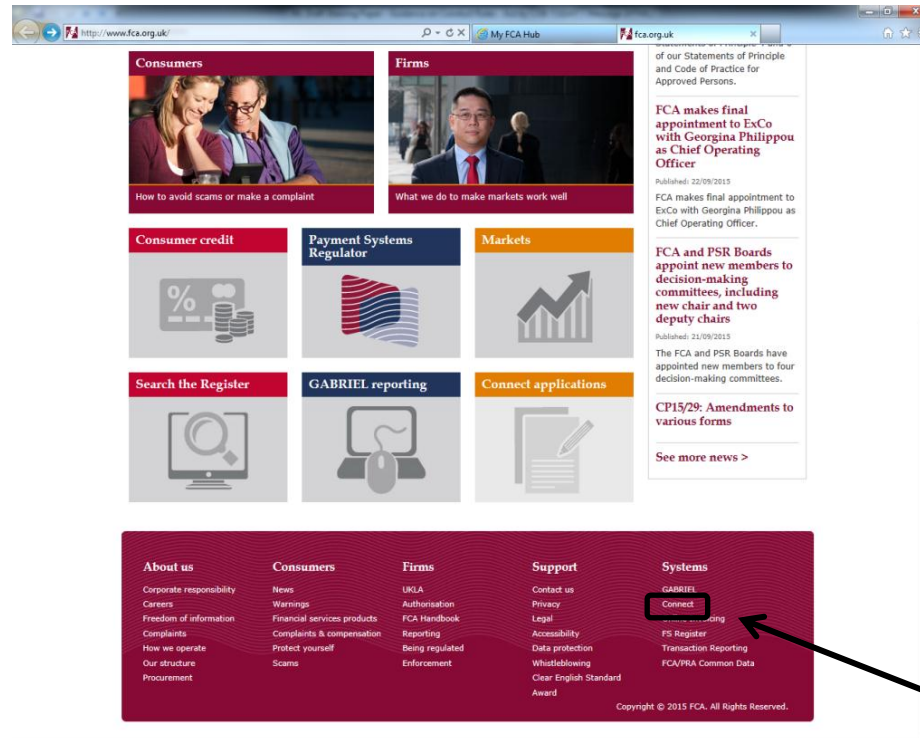 http://www.fca.org.uk/
My FCA Hub
fca.org.uk
Consumers
How to avoid scams or make a complaint
Firms
What we do to make markets work well
Consumer credit
%
Payment Systems
Regulator
Markets
Search the Register
GABRIEL reporting
Connect applications
of our Statements of Principle
and Code of Practice for
Approved Persons.
FCA makes final
appointment to ExCo
with Georgina Philippou
as Chief Operating
Officer
Published: 22/09/2015
FCA makes final appointment to
ExCo with Georgina Philippou as
Chief Operating Officer.
FCA and PSR Boards
appoint new members to
decision-making
committees, including
new chair and two
deputy chairs
Published: 21/09/2015
The FCA and PSR Boards have
appointed new members to four
decision-making committees.
CP15/29: Amendments to
various forms
See more news >
About us
Corporate responsibility
Careers
Freedom of information
Complaints
How we operate
Our structure
Procurement
Consumers
News
Warnings
Financial services products
Complaints & compensation
Protect yourself
Scams
Firms
UKLA
Authorisation
FCA Handbook
Reporting
Being regulated
Enforcement
Support
Contact us
Privacy
Legal
Accessibility
Data protection
Whistleblowing
Clear English Standard
Award
Systems
GABRIEL
Connect
FS Register
Transaction Reporting
FCA/PRA Common Data
Copyright © 2015 FCA. All Rights Reserved.